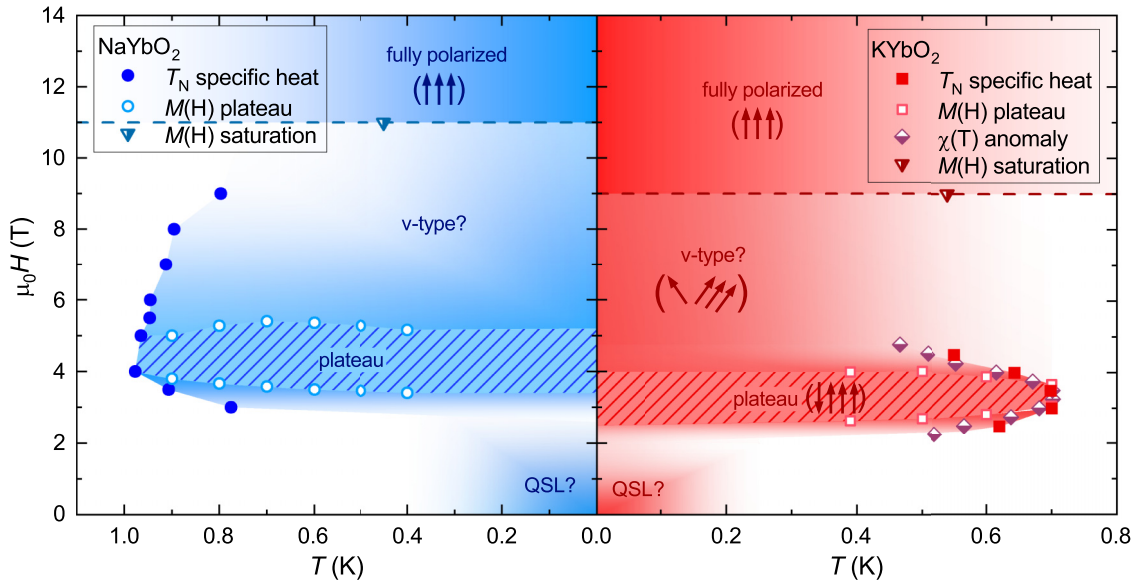 NaYbO₂
T_N specific heat
M(H) plateau
M(H) saturation
fully polarized
(↑↑↑)
v-type?
plateau
QSL?
KYbO₂
T_N specific heat
M(H) plateau
χ(T) anomaly
M(H) saturation
fully polarized
(↑↑↑)
v-type?
plateau
QSL?
14
12
10
8
6
4
2
0
μ₀H (T)
1.0 0.8 0.6 0.4 0.2 0.0 0.2 0.4 0.6 0.8
T (K) T (K)